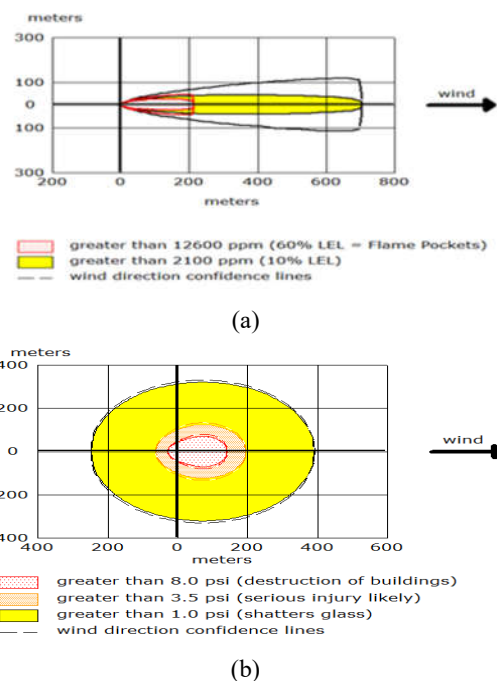 meters
300
100
0
100
300
200 0 200 400 600 800
meters
wind
greater than 12600 ppm (60% LEL = Flame Pockets)
greater than 2100 ppm (10% LEL)
wind direction confidence lines
(a)
meters
400
200
0
200
400
400 200 0 200 400 600
meters
wind
greater than 8.0 psi (destruction of buildings)
greater than 3.5 psi (serious injury likely)
greater than 1.0 psi (shatters glass)
wind direction confidence lines
(b)